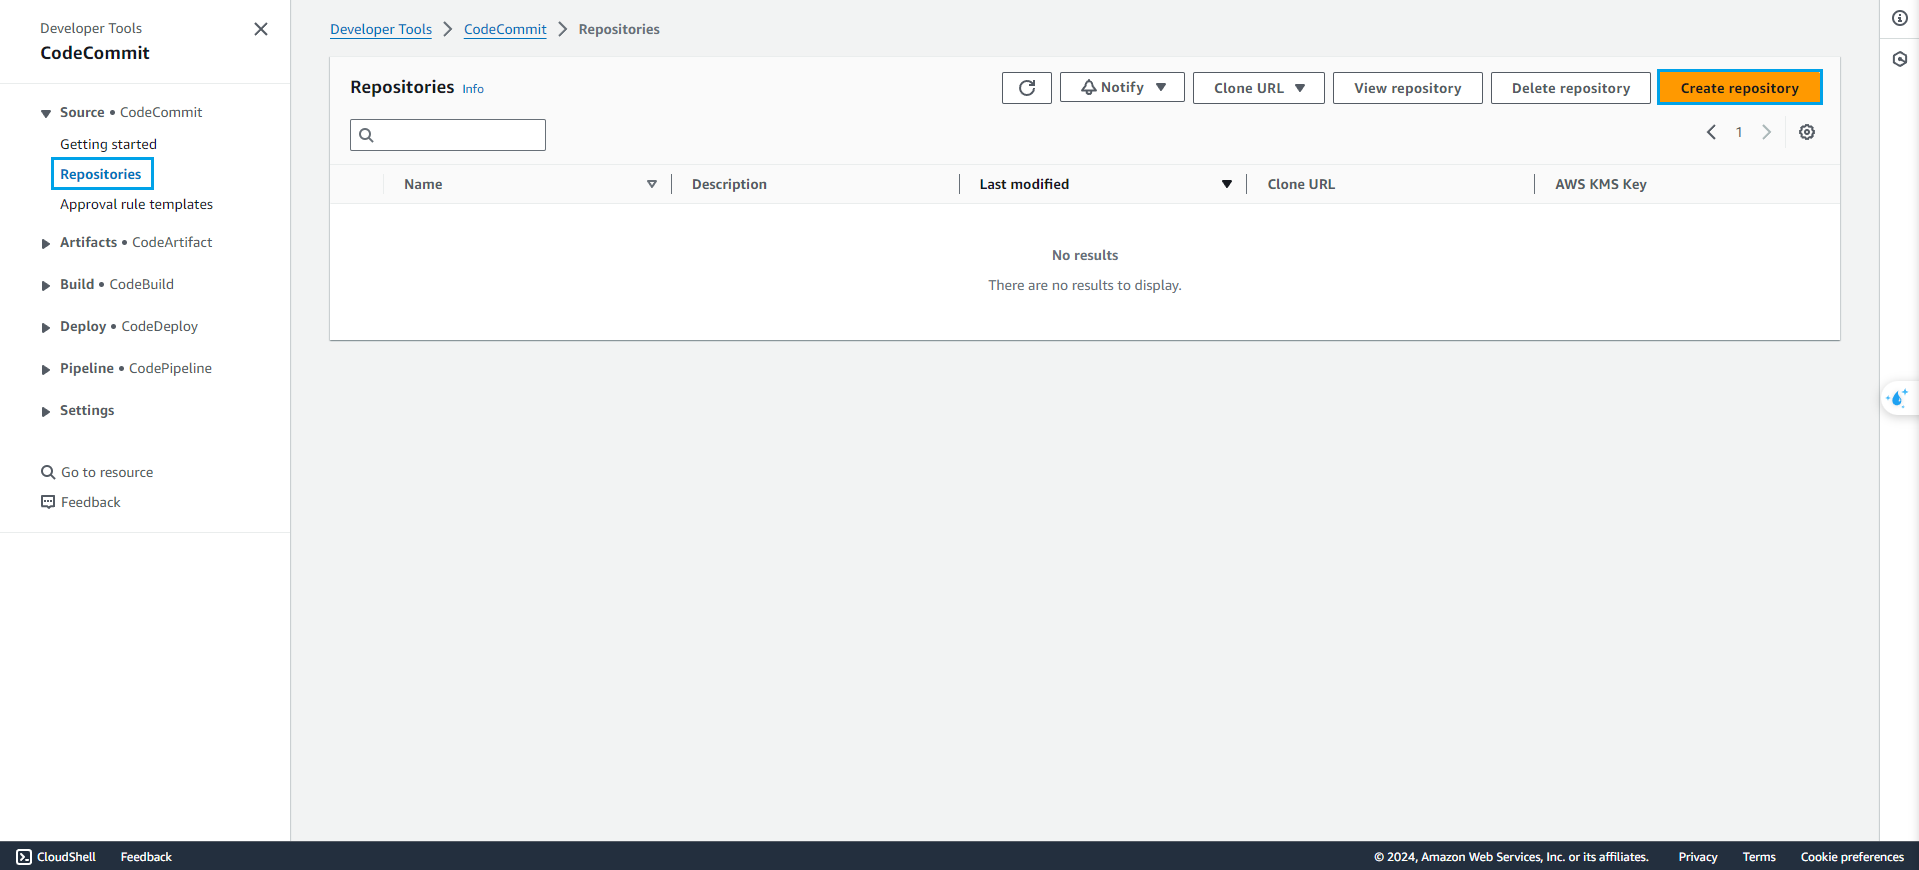 Developer Tools
CodeCommit
Source • CodeCommit
Getting started
Repositories
Approval rule templates
Artifacts • CodeArtifact
Build • CodeBuild
Deploy • CodeDeploy
Pipeline • CodePipeline
Settings
Go to resource
Feedback
Developer Tools CodeCommit Repositories
Repositories Info
Notify Clone URL View repository Delete repository Create repository
1
Name Description Last modified Clone URL AWS KMS Key
No results
There are no results to display.
CloudShell Feedback © 2024, Amazon Web Services, Inc. or its affiliates. Privacy Terms Cookie preferences